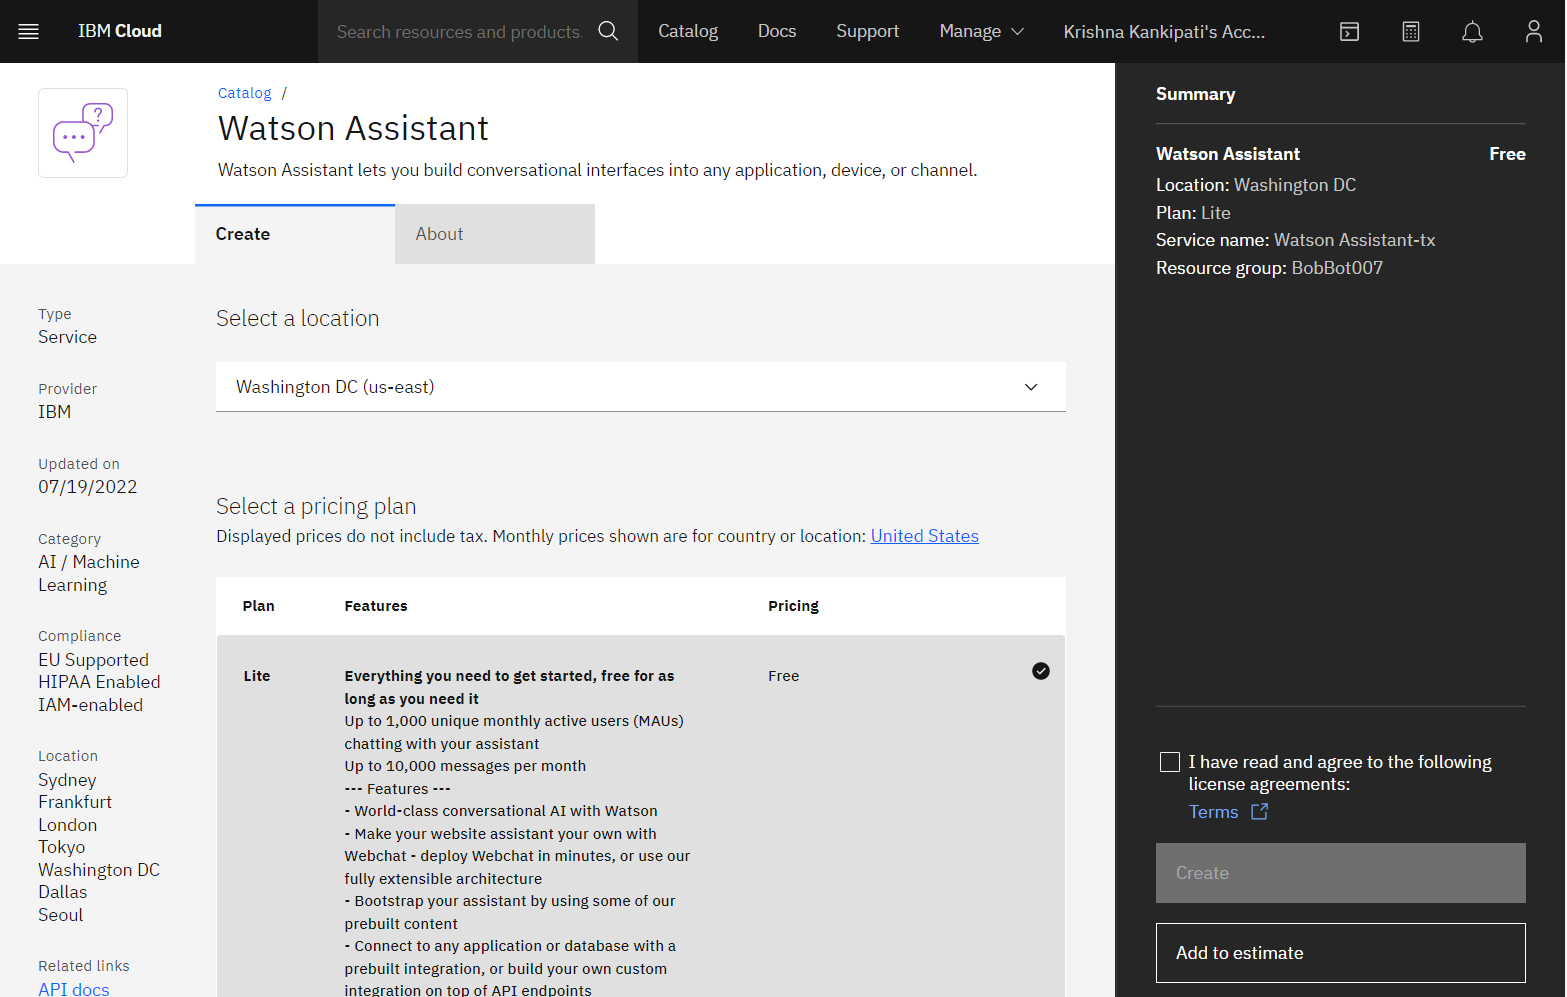 IBM Cloud
Search resources and products.
Catalog
Docs
Support
Manage
Krishna Kankipati's Acc...
Catalog /
Watson Assistant
Watson Assistant lets you build conversational interfaces into any application, device, or channel.
Create
About
Type
Service
Provider
IBM
Updated on
07/19/2022
Category
AI / Machine
Learning
Compliance
EU Supported
HIPAA Enabled
IAM-enabled
Location
Sydney
Frankfurt
London
Tokyo
Washington DC
Dallas
Seoul
Related links
API docs
Select a location
Washington DC (us-east)
Select a pricing plan
Displayed prices do not include tax. Monthly prices shown are for country or location: United States
Plan
Features
Pricing
Lite
Everything you need to get started, free for as
long as you need it
Up to 1,000 unique monthly active users (MAUs)
chatting with your assistant
Up to 10,000 messages per month
--- Features ---
- World-class conversational AI with Watson
- Make your website assistant your own with
Webchat - deploy Webchat in minutes, or use our
fully extensible architecture
- Bootstrap your assistant by using some of our
prebuilt content
- Connect to any application or database with a
prebuilt integration, or build your own custom
integration on top of API endpoints
Free
Summary
Watson Assistant Free
Location: Washington DC
Plan: Lite
Service name: Watson Assistant-tx
Resource group: BobBot007
I have read and agree to the following
license agreements:
Terms
Create
Add to estimate